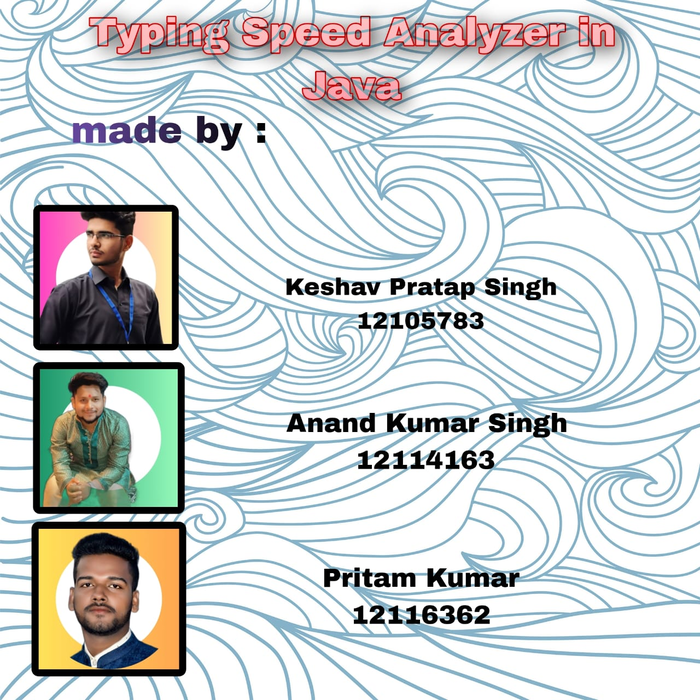 Typing Speed Analyzer in
Java
made by :
Keshav Pratap Singh
12105783
Anand Kumar Singh
12114163
Pritam Kumar
12116362